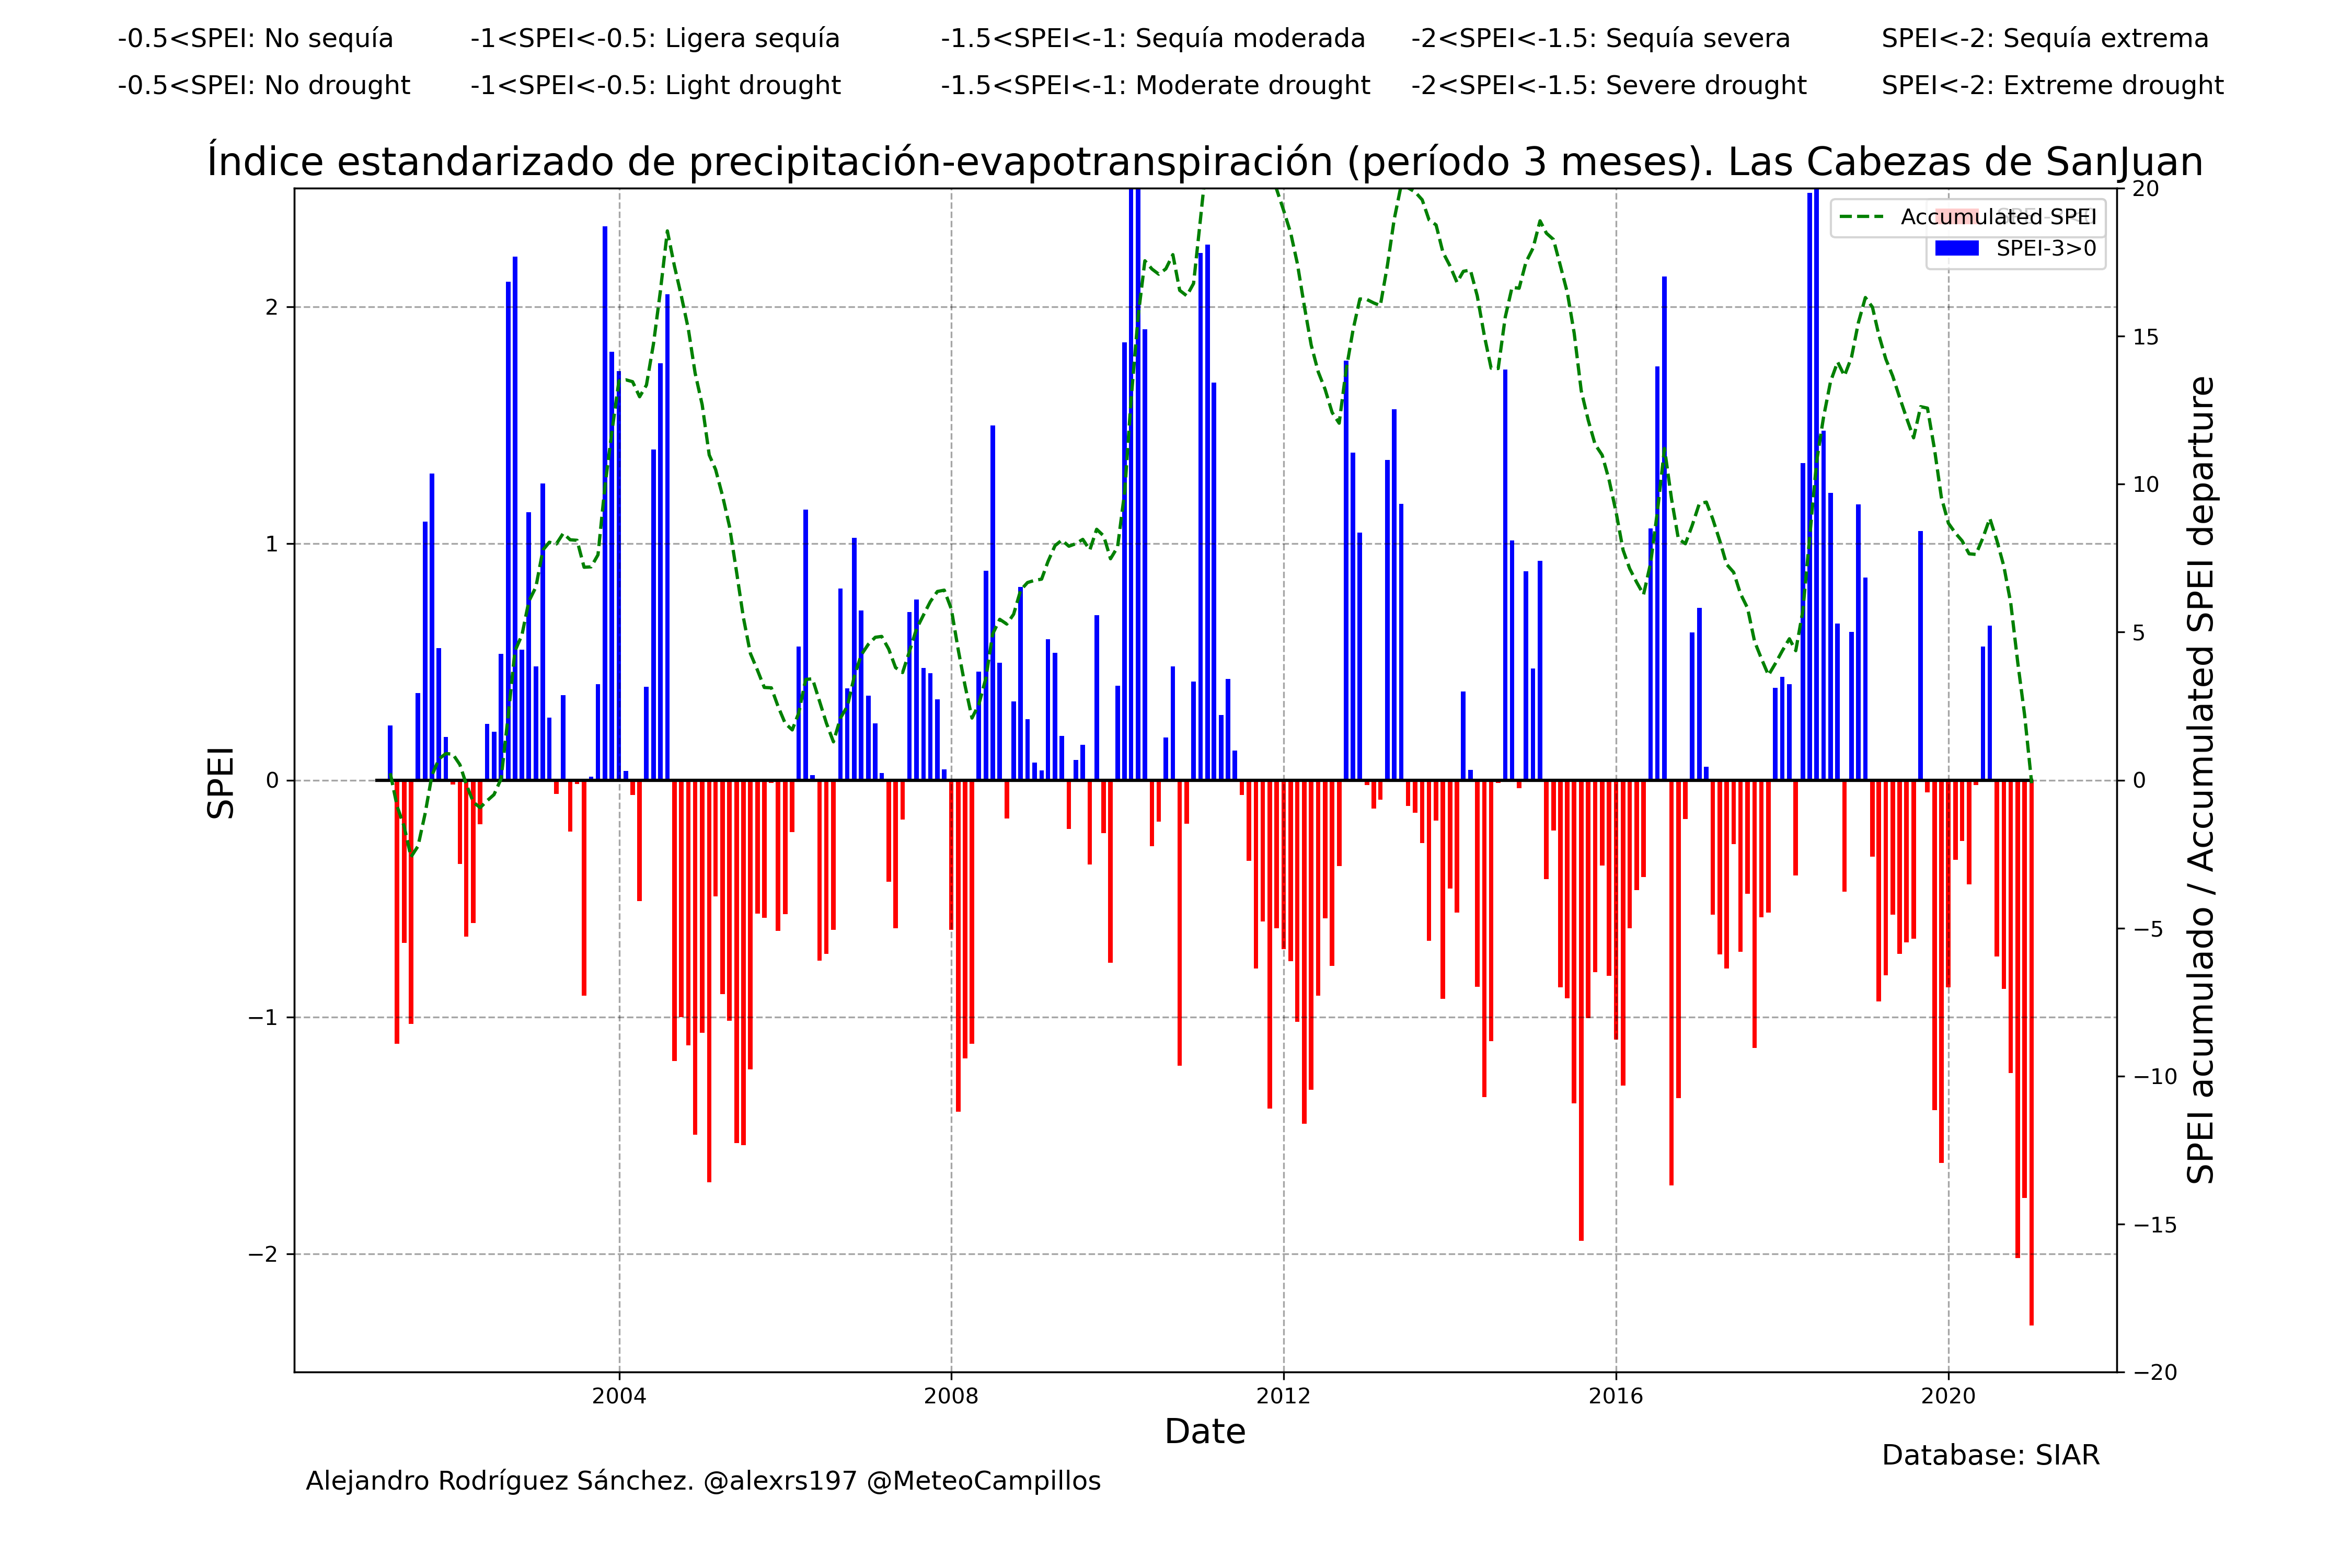 -0.5<SPEI: No sequía -1<SPEI<-0.5: Ligera sequía -1.5<SPEI<-1: Sequía moderada -2<SPEI<-1.5: Sequía severa SPEI<-2: Sequía extrema
-0.5<SPEI: No drought -1<SPEI<-0.5: Light drought -1.5<SPEI<-1: Moderate drought -2<SPEI<-1.5: Severe drought SPEI<-2: Extreme drought
Índice estandarizado de precipitación-evapotranspiración (período 3 meses). Las Cabezas de SanJuan
Accumulated SPEI
SPEI-3>0
SPEI
2
1
0
−1
−2
20
15
10
5
0
−5
−10
−15
−20
SPEI acumulado / Accumulated SPEI departure
2004 2008 2012 2016 2020
Date
Database: SIAR
Alejandro Rodríguez Sánchez. @alexrs197 @MeteoCampillos